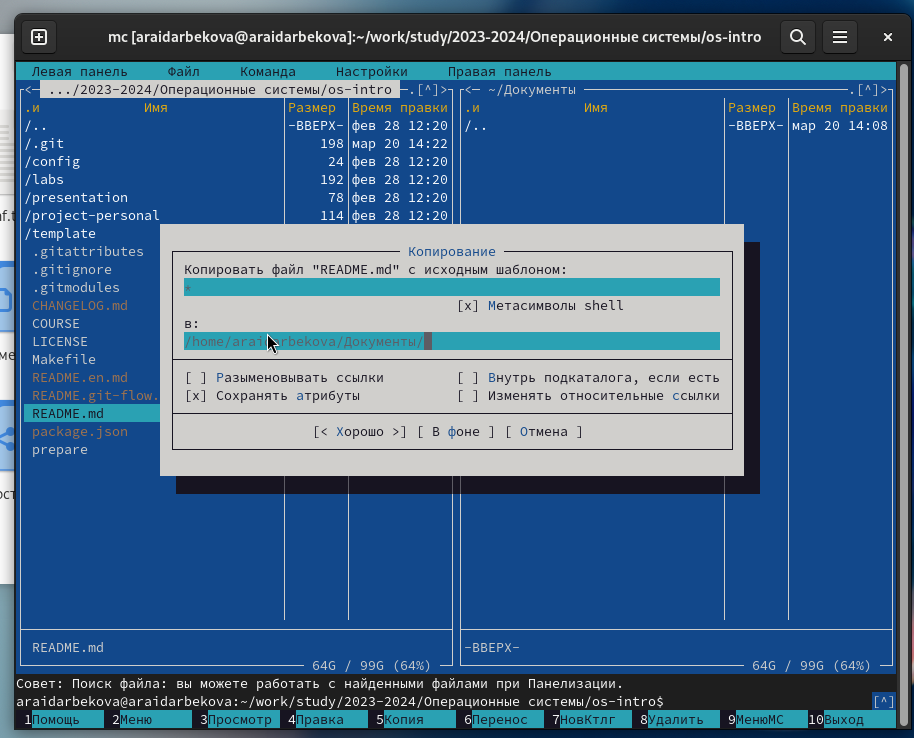 mc [araidarbekova@araidarbekova]:~/work/study/2023-2024/Операционные системы/os-intro
Левая панель Файл Команда Настройки Правая панель
<— .../2023-2024/Операционные системы/os-intro —.[^]> <— ~/Документы —.[^]>
.и Имя Размер Время правки .и Имя Размер Время правки
/.. -ВВЕРХ- фев 28 12:20 /.. -ВВЕРХ- мар 20 14:08
/.git 198 мар 20 14:22
/config 24 фев 28 12:20
/labs 192 фев 28 12:20
/presentation 78 фев 28 12:20
/project-personal 114 фев 28 12:20
/template
.gitattributes
.gitignore
.gitmodules
CHANGELOG.md
COURSE
LICENSE
Makefile
README.en.md
README.git-flow.
README.md
package.json
prepare
Копирование
Копировать файл "README.md" с исходным шаблоном:
*
[x] Метасимволы shell
в:
/home/araidarbekova/Документы/
[ ] Разыменовывать ссылки [ ] Внутрь подкаталога, если есть
[x] Сохранять атрибуты [ ] Изменять относительные ссылки
[< Хорошо >] [ В фоне ] [ Отмена ]
README.md -ВВЕРХ-
64G / 99G (64%) 64G / 99G (64%)
Совет: Поиск файла: вы можете работать с найденными файлами при Панелизации.
araidarbekova@araidarbekova:~/work/study/2023-2024/Операционные системы/os-intro$ [^]
1Помощь 2Меню 3Просмотр 4Правка 5Копия 6Перенос 7НовКтлг 8Удалить 9МенюМС 10Выход